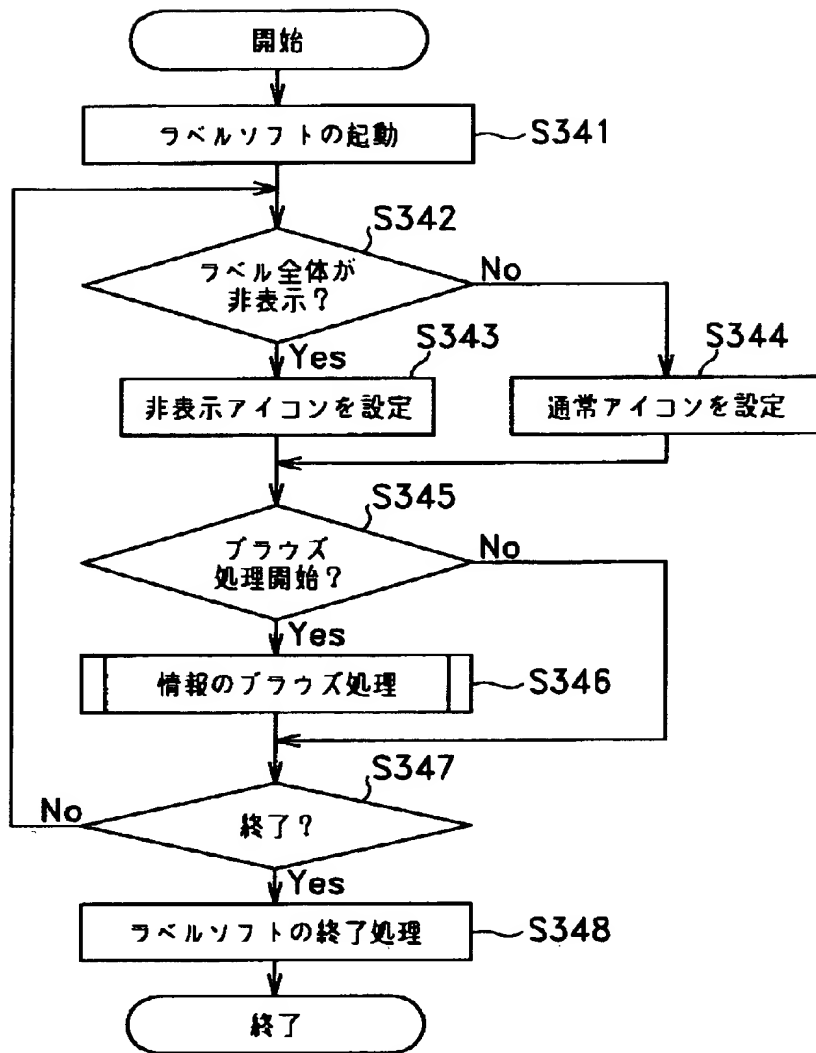 開始
ラベルソフトの起動
S341
S342
ラベル全体が
非表示?
No
Yes
S343
非表示アイコンを設定
S344
通常アイコンを設定
S345
ブラウズ
処理開始?
No
Yes
情報のブラウズ処理
S346
S347
終了?
No
Yes
ラベルソフトの終了処理
S348
終了